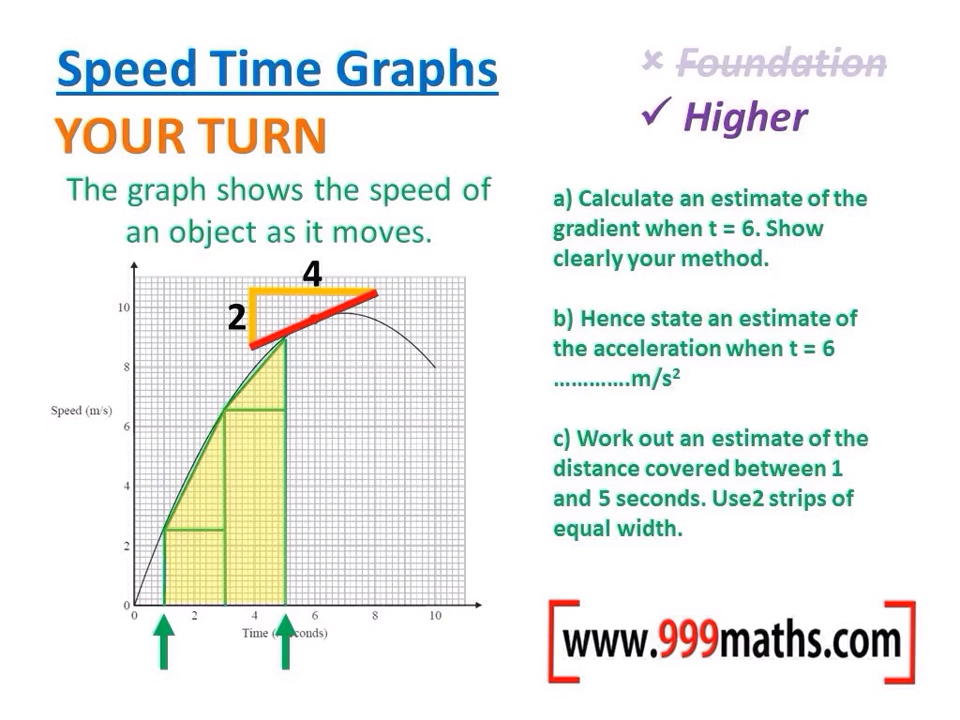 Speed Time Graphs
× Foundation
✓ Higher
YOUR TURN
The graph shows the speed of
an object as it moves.
a) Calculate an estimate of the
gradient when t = 6. Show
clearly your method.
b) Hence state an estimate of
the acceleration when t = 6
………….m/s²
c) Work out an estimate of the
distance covered between 1
and 5 seconds. Use2 strips of
equal width.
4
2
10
8
Speed (m/s)
6
4
2
0
0 2 4 6 8 10
Time ( conds)
www.999maths.com